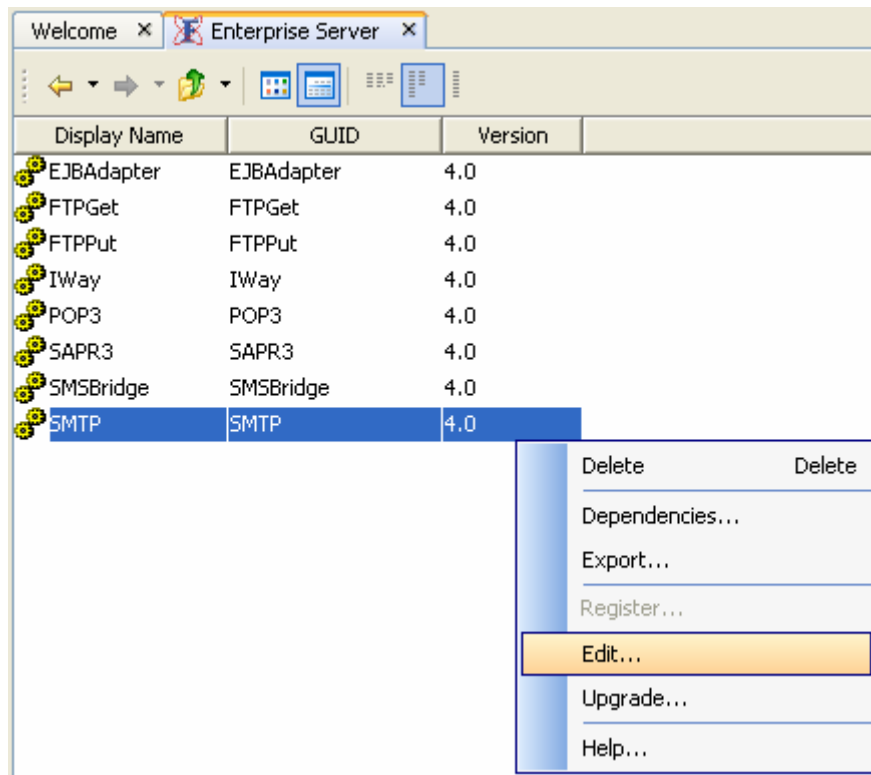 Welcome × Enterprise Server ×
Display Name GUID Version
EJBAdapter EJBAdapter 4.0
FTPGet FTPGet 4.0
FTPPut FTPPut 4.0
IWay IWay 4.0
POP3 POP3 4.0
SAPR3 SAPR3 4.0
SMSBridge SMSBridge 4.0
SMTP SMTP 4.0
Delete Delete
Dependencies...
Export...
Register...
Edit...
Upgrade...
Help...